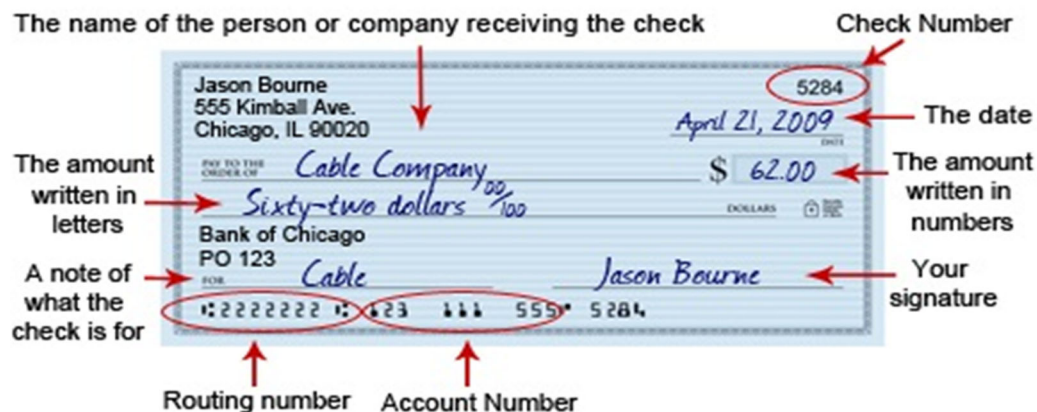 The name of the person or company receiving the check
Check Number
Jason Bourne
555 Kimball Ave.
Chicago, IL 90020
5284
April 21, 2009
DATE
The date
PAY TO THE
ORDER OF
Cable Company
$ 62.00
The amount
written in
numbers
The amount
written in
letters
Sixty-two dollars 00/100
DOLLARS
Bank of Chicago
PO 123
A note of
what the
check is for
FOR
Cable
Jason Bourne
Your
signature
⑆2222222 ⑆ 123 111 555⑈ 5284
Routing number
Account Number